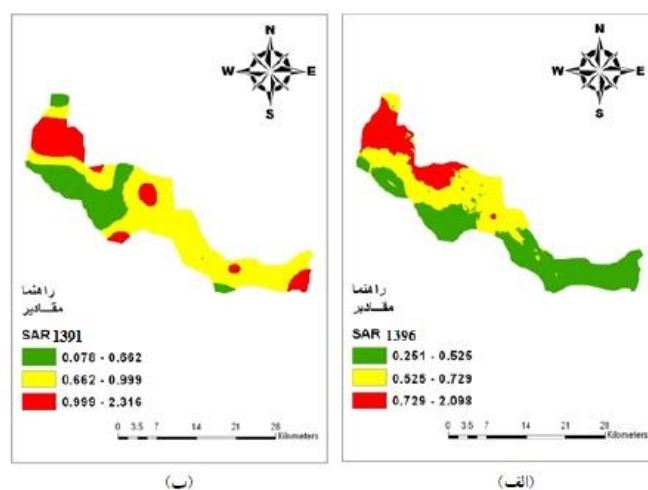 N
W E
S
راهنما
مقادیر
SAR 1391
0.078 - 0.662
0.662 - 0.999
0.999 - 2.316
0 3.5 7 14 21 28
Kilometers
(ب)
N
W E
S
راهنما
مقادیر
SAR 1396
0.251 - 0.525
0.525 - 0.729
0.729 - 2.098
0 3.5 7 14 21 28
Kilometers
(الف)